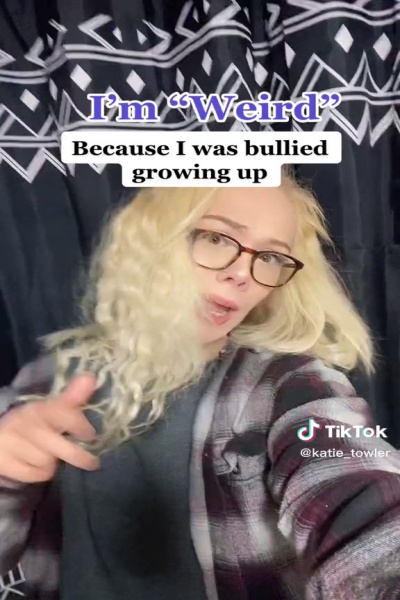 I'm "Weird"
Because I was bullied
growing up
TikTok
@katie_towler